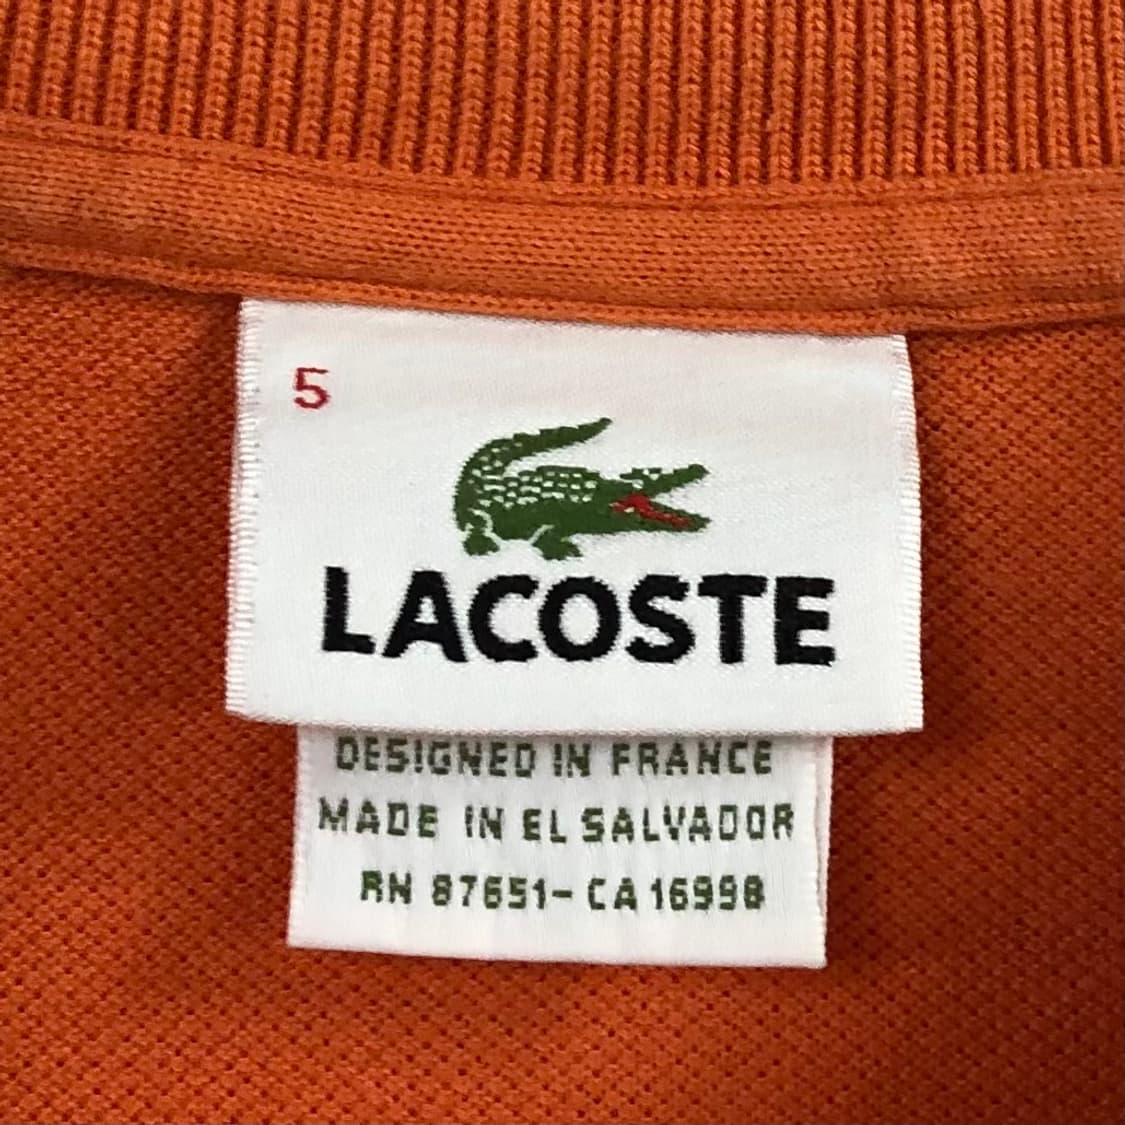 5
LACOSTE
DESIGNED IN FRANCE
MADE IN EL SALVADOR
RN 87651-CA 16998